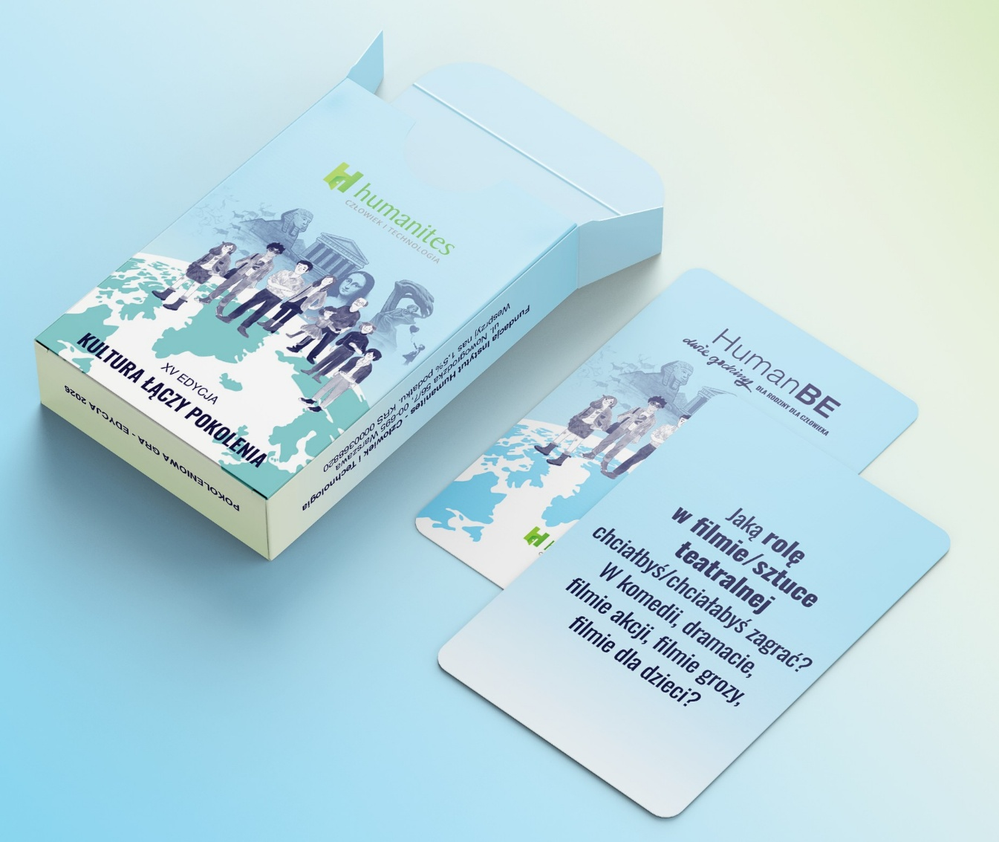 humanites
CZŁOWIEK I TECHNOLOGIA
XV EDYCJA
KULTURA ŁĄCZY POKOLENIA
POKOLENIOWA GRA - EDYCJA 2026
Fundacja Instytut Humanites - Człowiek i Technologia
ul. Nowogrodzka 56/7, 00-695 Warszawa
Wesprzyj nas 1,5% podatku. KRS 0000368820
HumanBE
dwie godziny DLA RODZINY DLA CZŁOWIEKA
Jaką rolę
w filmie/sztuce
teatralnej
chciałbyś/chciałabyś zagrać?
W komedii, dramacie,
filmie akcji, filmie grozy,
filmie dla dzieci?